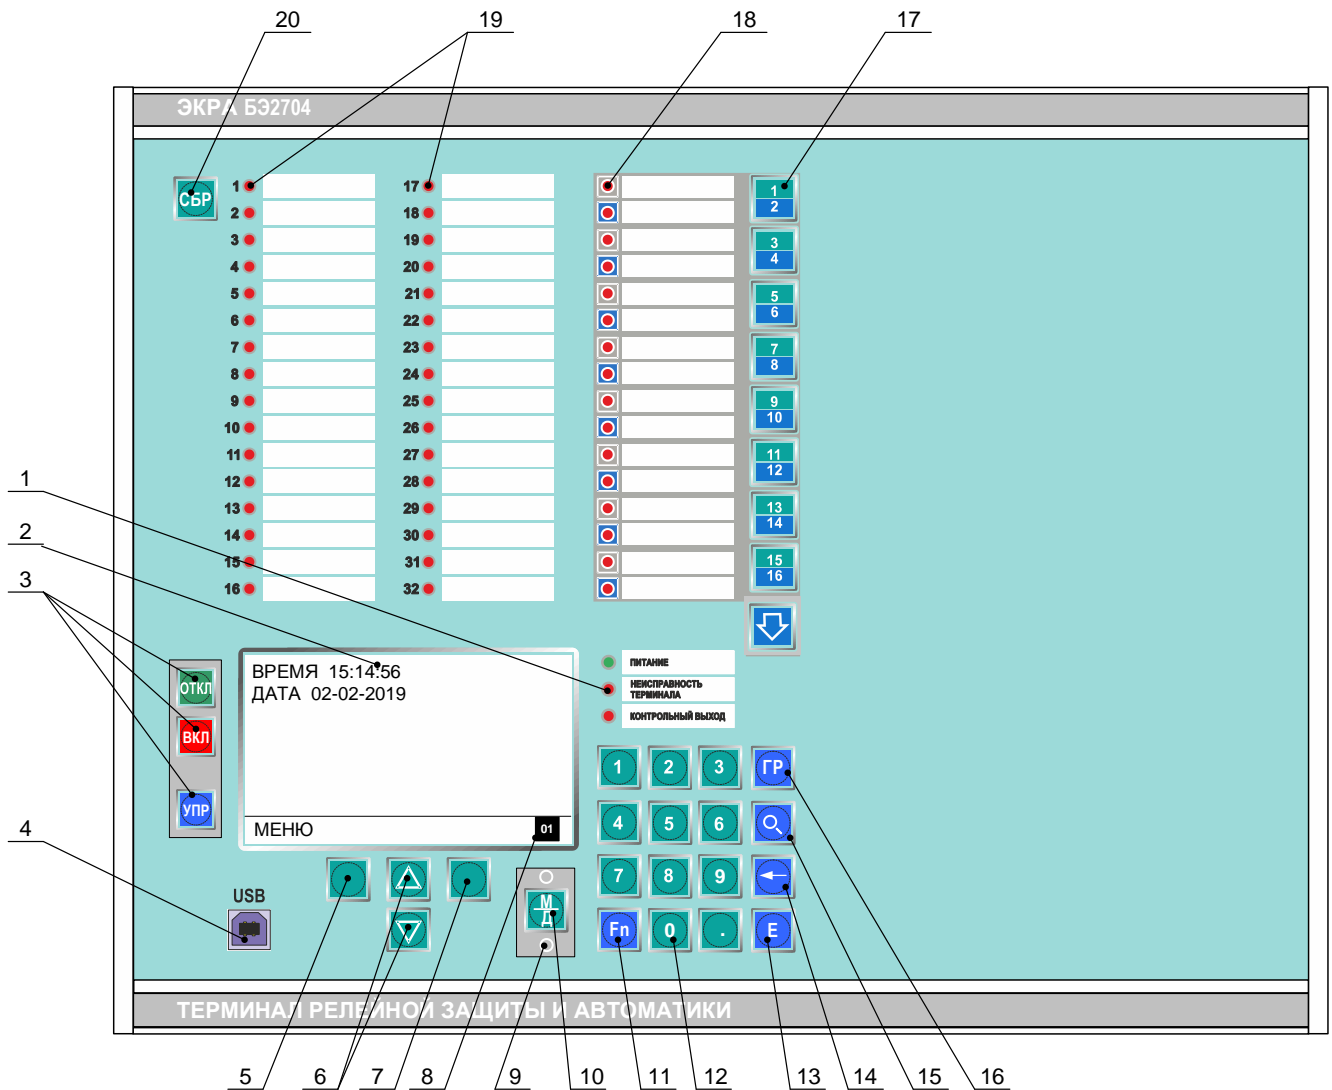 20 19 18 17
ЭКРА БЭ2704
СБР
1
2
3
4
5
6
7
8
9
10
11
12
13
14
15
16
17
18
19
20
21
22
23
24
25
26
27
28
29
30
31
32
1
2
3
4
5
6
7
8
9
10
11
12
13
14
15
16
1
2
3
4
ОТКЛ
ВКЛ
УПР
ВРЕМЯ 15:14:56
ДАТА 02-02-2019
МЕНЮ 01
ПИТАНИЕ
НЕИСПРАВНОСТЬ
ТЕРМИНАЛА
КОНТРОЛЬНЫЙ ВЫХОД
1 2 3 ГР
4 5 6
7 8 9
Fn 0 . E
USB
М
Д
ТЕРМИНАЛ РЕЛЕЙНОЙ ЗАЩИТЫ И АВТОМАТИКИ
5 6 7 8 9 10 11 12 13 14 15 16